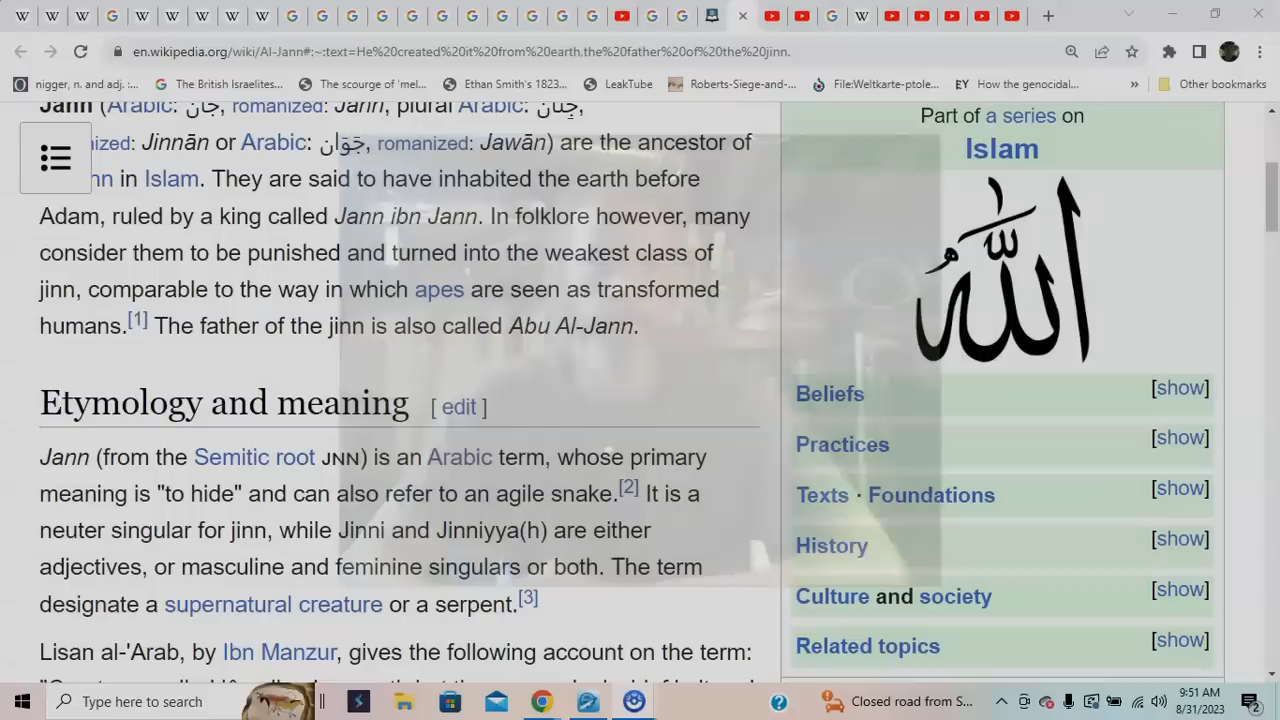 en.wikipedia.org/wiki/Al-Jann#:~:text=He%20created%20it%20from%20earth,the%20father%20of%20the%20jinn.
nigger, n. and adj. :... The British Israelites... The scourge of 'mel... Ethan Smith's 1823... LeakTube Roberts-Siege-and-... File:Weltkarte-ptole... EY How the genocidal... » Other bookmarks
Jann (Arabic: جان, romanized: Jānn, plural Arabic: جِنَّان,
ized: Jinnān or Arabic: جَوَان, romanized: Jawān) are the ancestor of
nn in Islam. They are said to have inhabited the earth before
Adam, ruled by a king called Jann ibn Jann. In folklore however, many
consider them to be punished and turned into the weakest class of
jinn, comparable to the way in which apes are seen as transformed
humans.[1] The father of the jinn is also called Abu Al-Jann.
Etymology and meaning [ edit ]
Jann (from the Semitic root JNN) is an Arabic term, whose primary
meaning is "to hide" and can also refer to an agile snake.[2] It is a
neuter singular for jinn, while Jinni and Jinniyya(h) are either
adjectives, or masculine and feminine singulars or both. The term
designate a supernatural creature or a serpent.[3]
Lisan al-'Arab, by Ibn Manzur, gives the following account on the term:
Part of a series on
Islam
الله
Beliefs [show]
Practices [show]
Texts · Foundations [show]
History [show]
Culture and society [show]
Related topics [show]
Type here to search
Closed road from S...
9:51 AM
8/31/2023
2